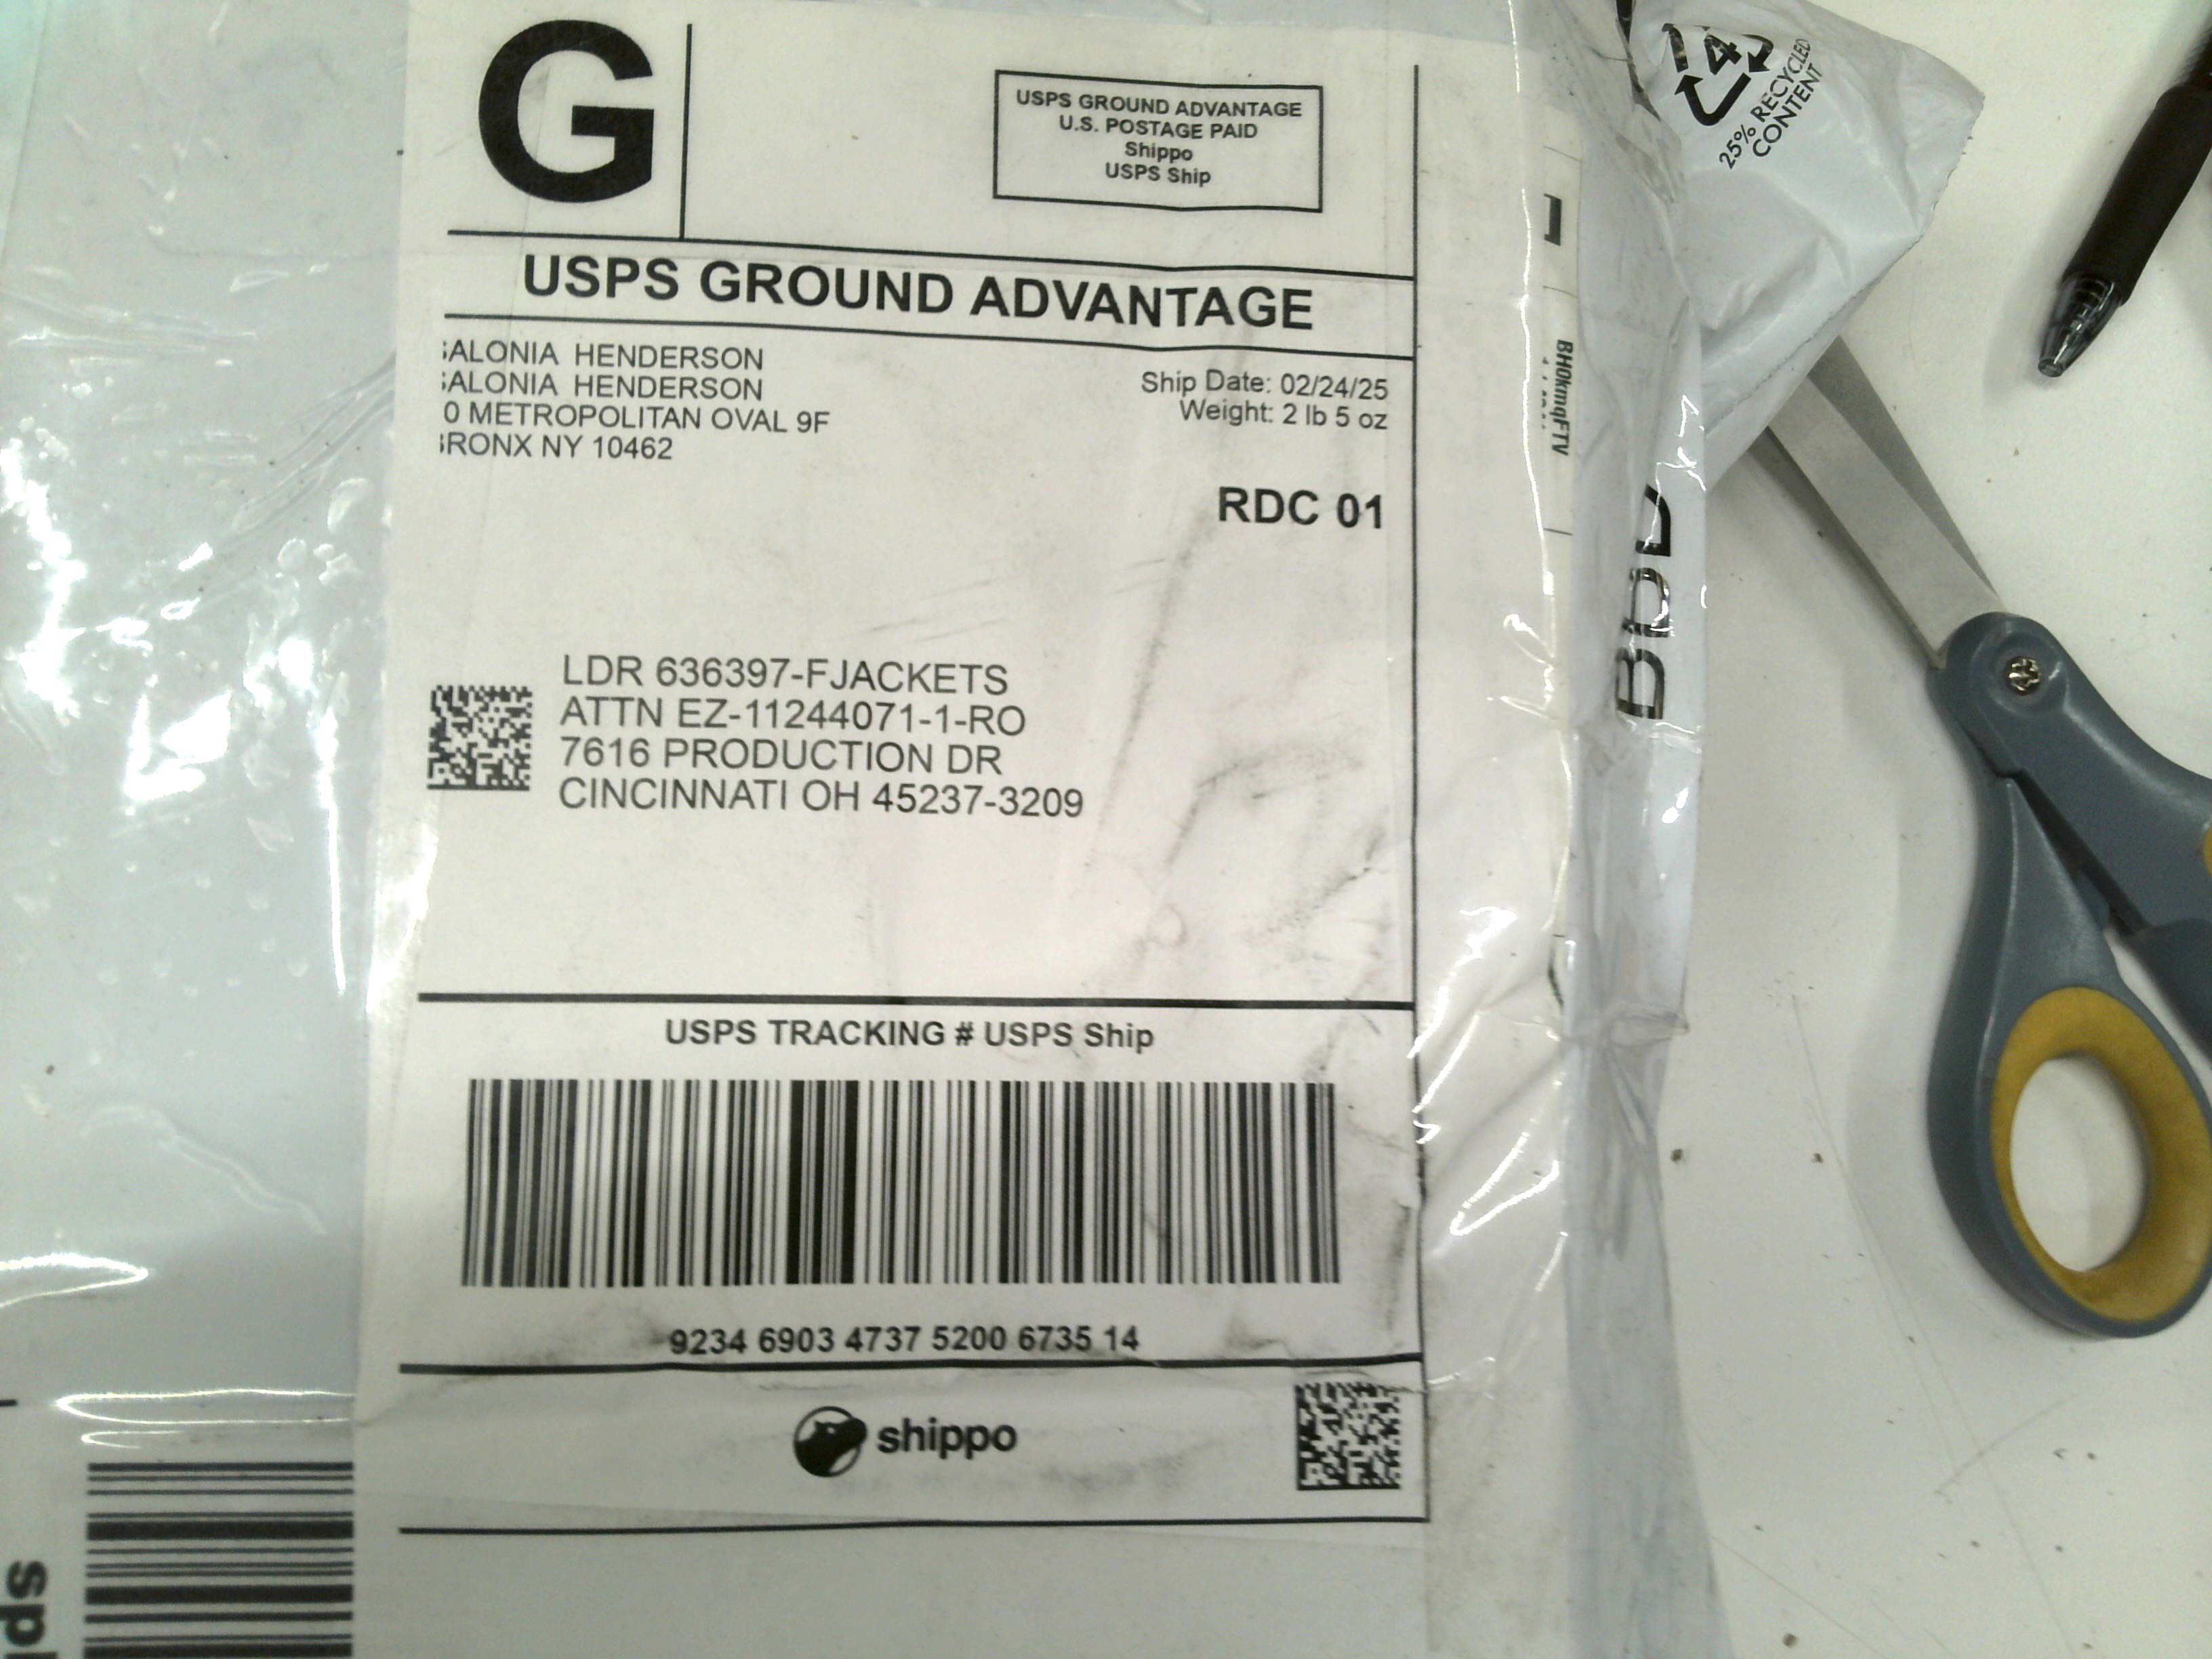 G
USPS GROUND ADVANTAGE
U.S. POSTAGE PAID
Shippo
USPS Ship
USPS GROUND ADVANTAGE
ALONIA HENDERSON
ALONIA HENDERSON
0 METROPOLITAN OVAL 9F
RONX NY 10462
Ship Date: 02/24/25
Weight: 2 lb 5 oz
RDC 01
LDR 636397-FJACKETS
ATTN EZ-11244071-1-RO
7616 PRODUCTION DR
CINCINNATI OH 45237-3209
USPS TRACKING # USPS Ship
9234 6903 4737 5200 6735 14
shippo
4
25% RECYCLED
CONTENT
BH0kmqFTV